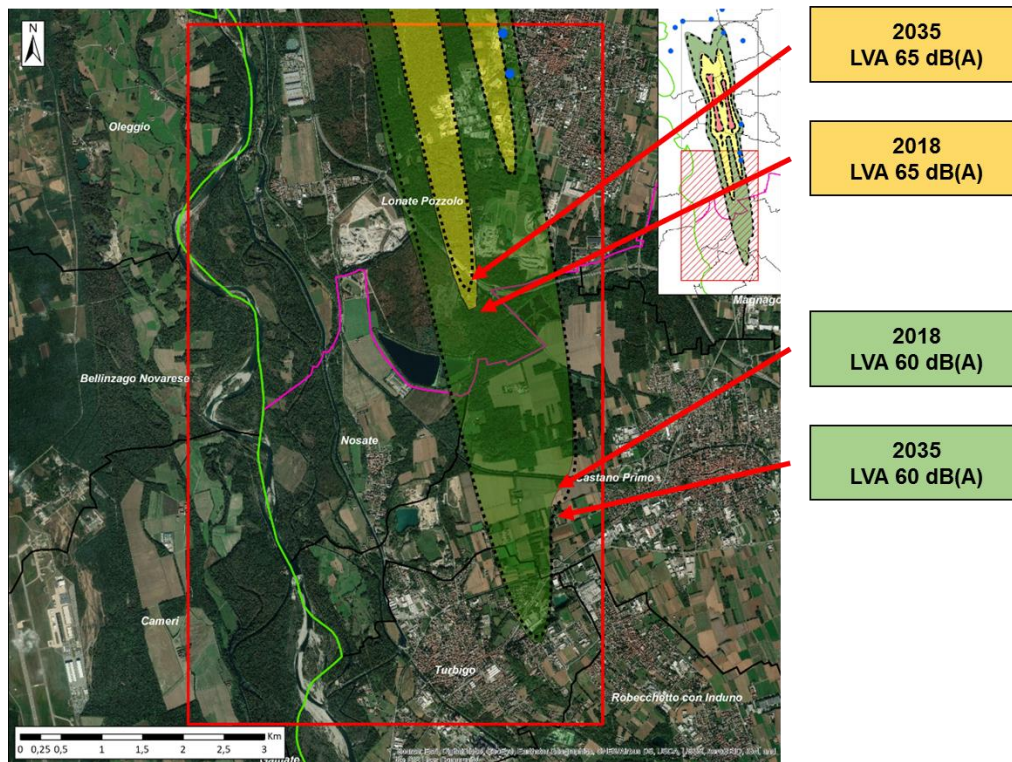 N
Oleggio
Lonate Pozzolo
Magnago
Bellinzago Novarese
Nosate
Castano Primo
Cameri
Turbigo
Robecchetto con Induno
Km
0 0,25 0,5 1 1,5 2 2,5 3
2035
LVA 65 dB(A)
2018
LVA 65 dB(A)
2018
LVA 60 dB(A)
2035
LVA 60 dB(A)